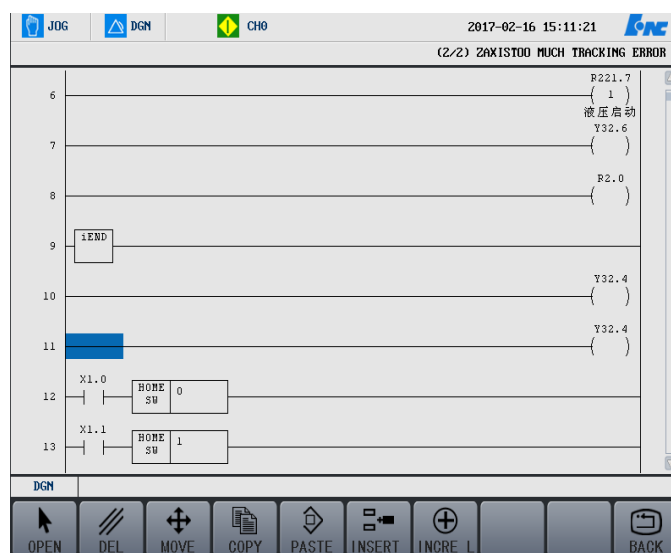 JOG DGN CH0 2017-02-16 15:11:21 HNC
(2/2) ZAXISTOO MUCH TRACKING ERROR
R221.7
6 ( 1 )
液压启动
Y32.6
7 ( )
R2.0
8 ( )
iEND
9
Y32.4
10 ( )
Y32.4
11 ( )
X1.0
12 HOME SW 0
X1.1
13 HOME SW 1
DGN
OPEN DEL MOVE COPY PASTE INSERT INCRE L BACK